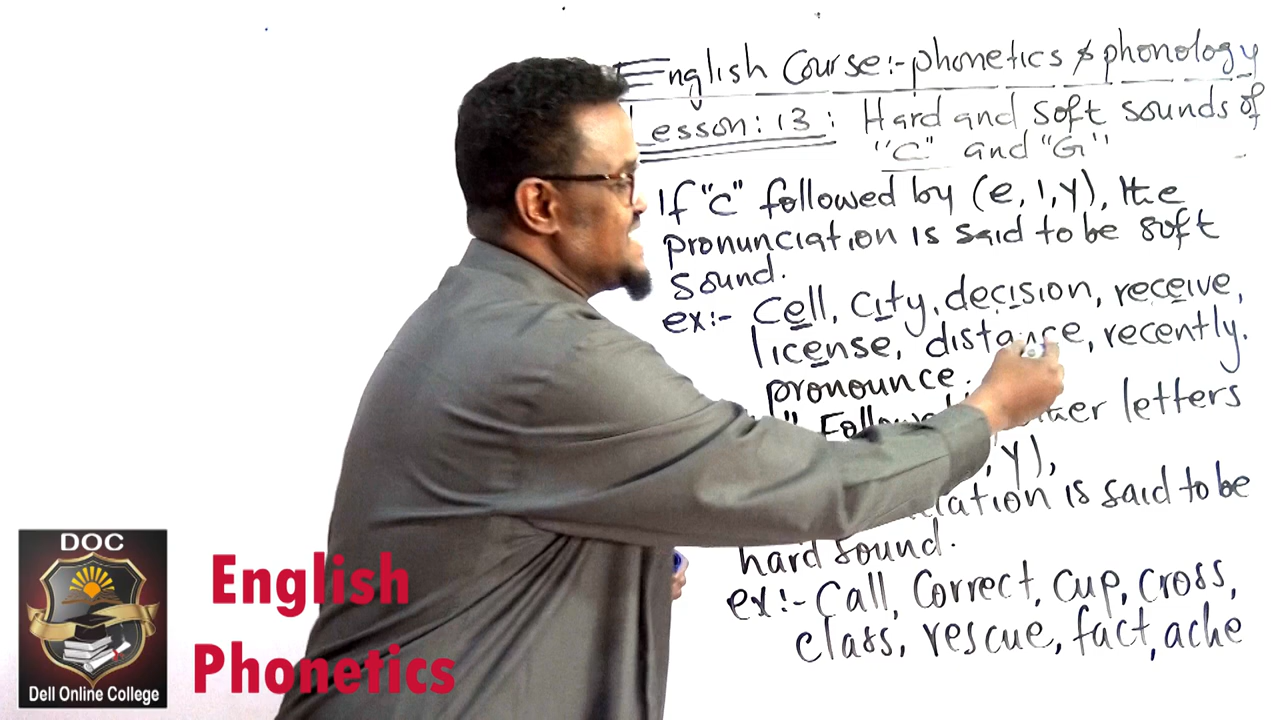 English Course:- phonetics & phonology
Lesson: 13: Hard and soft sounds of
"C" and "G"
If "c" followed by (e, i, y), the
pronunciation is said to be soft
sound.
ex:- Cell, city, decision, receive,
license, distance, recently.
pronounce.
letters
, y),
is said to be
hard sound.
ex:- Call, Correct, Cup, Cross,
class, rescue, fact, ache
DOC
Dell Online College
English
Phonetics